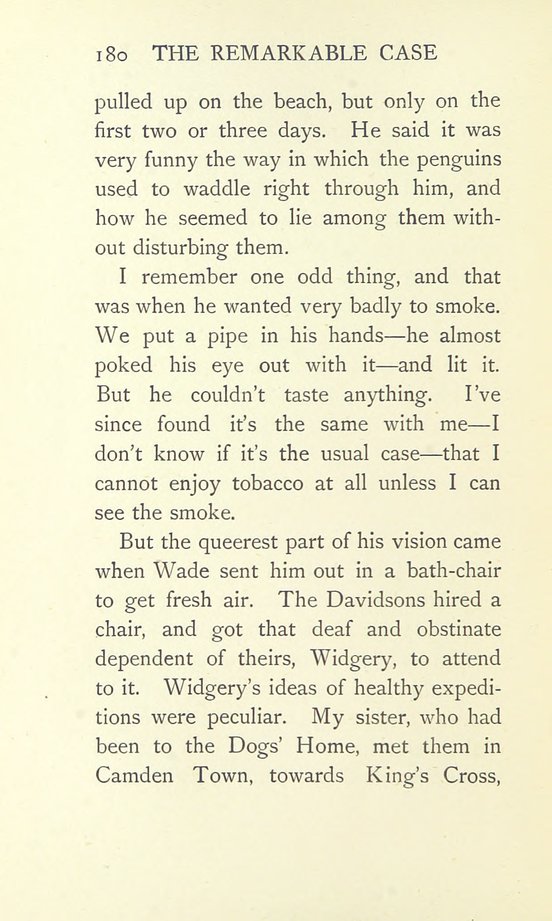 180 THE REMARKABLE CASE
pulled up on the beach, but only on the
first two or three days. He said it was
very funny the way in which the penguins
used to waddle right through him, and
how he seemed to lie among them with-
out disturbing them.
I remember one odd thing, and that
was when he wanted very badly to smoke.
We put a pipe in his hands—he almost
poked his eye out with it—and lit it.
But he couldn't taste anything. I've
since found it's the same with me—I
don't know if it's the usual case—that I
cannot enjoy tobacco at all unless I can
see the smoke.
But the queerest part of his vision came
when Wade sent him out in a bath-chair
to get fresh air. The Davidsons hired a
chair, and got that deaf and obstinate
dependent of theirs, Widgery, to attend
to it. Widgery's ideas of healthy expedi-
tions were peculiar. My sister, who had
been to the Dogs' Home, met them in
Camden Town, towards King's Cross,